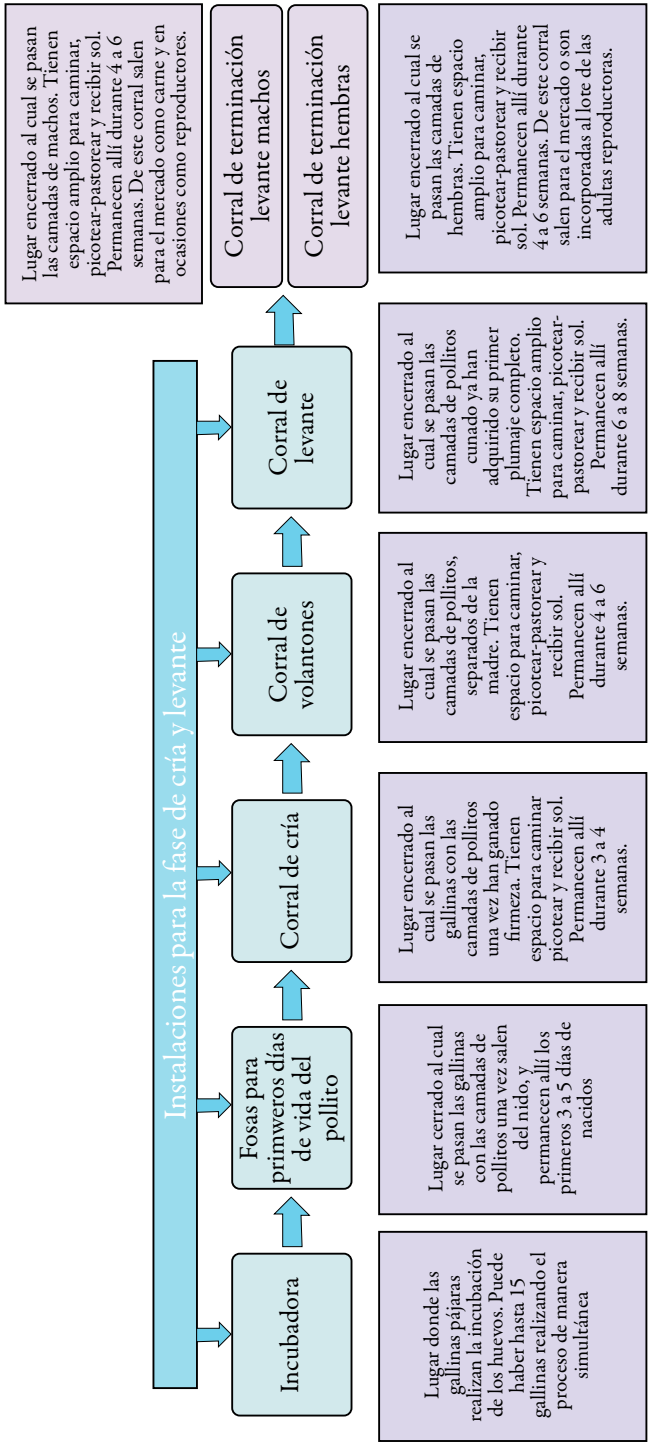 Instalaciones para la fase de cría y levante
Incubadora
Lugar donde las
gallinas pájaras
realizan la incubación
de los huevos. Puede
haber hasta 15
gallinas realizando el
proceso de manera
simultánea
Fosas para
primweros días
de vida del
pollito
Lugar cerrado al cual
se pasan las gallinas
con las camadas de
pollitos una vez salen
del nido, y
permanecen allí los
primeros 3 a 5 días de
nacidos
Corral de cría
Lugar encerrado al
cual se pasan las
gallinas con las
camadas de pollitos
una vez han ganado
firmeza. Tienen
espacio para caminar
picotear y recibir sol.
Permanecen allí
durante 3 a 4
semanas.
Corral de
volantones
Lugar encerrado al
cual se pasan las
camadas de pollitos,
separados de la
madre. Tienen
espacio para caminar,
picotear-pastorear y
recibir sol.
Permanecen allí
durante 4 a 6
semanas.
Corral de
levante
Lugar encerrado al
cual se pasan las
camadas de pollitos
cunado ya han
adquirido su primer
plumaje completo.
Tienen espacio amplio
para caminar, picotear-
pastorear y recibir sol.
Permanecen allí
durante 6 a 8 semanas.
Lugar encerrado al cual se pasan
las camadas de machos. Tienen
espacio amplio para caminar,
picotear-pastorear y recibir sol.
Permanecen allí durante 4 a 6
semanas. De este corral salen
para el mercado como carne y en
ocasiones como reproductores.
Corral de terminación
levante machos
Corral de terminación
levante hembras
Lugar encerrado al cual se
pasan las camadas de
hembras. Tienen espacio
amplio para caminar,
picotear-pastorear y recibir
sol. Permanecen allí durante
4 a 6 semanas. De este corral
salen para el mercado o son
incorporadas al lote de las
adultas reproductoras.